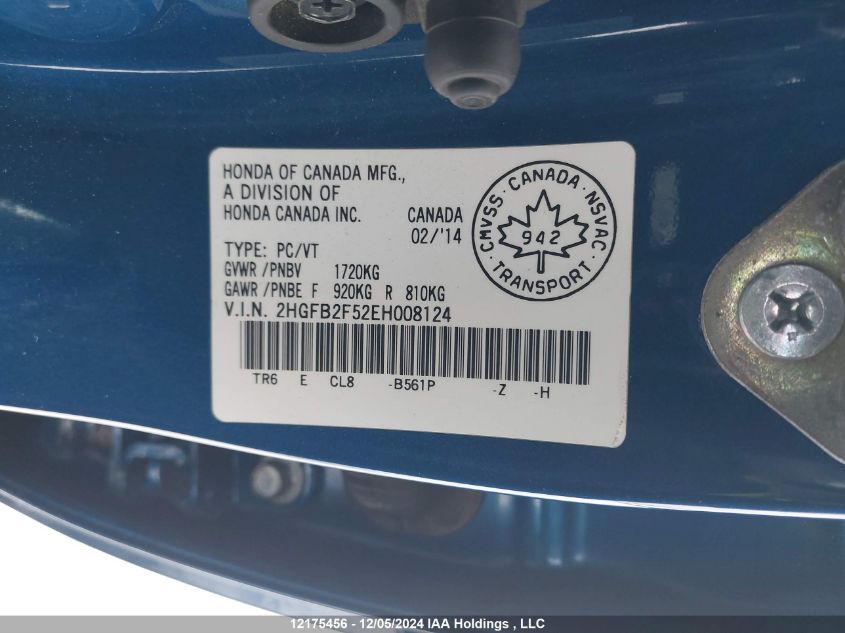 HONDA OF CANADA MFG.,
A DIVISION OF
HONDA CANADA INC. CANADA
02/'14
TYPE: PC/VT
GVWR /PNBV 1720KG
GAWR /PNBE F 920KG R 810KG
V.I.N. 2HGFB2F52EH008124
TR6 E CL8 -B561P -Z -H
CMVSS · CANADA · NSVAC
942
· TRANSPORT ·
12175456 - 12/05/2024 IAA Holdings , LLC